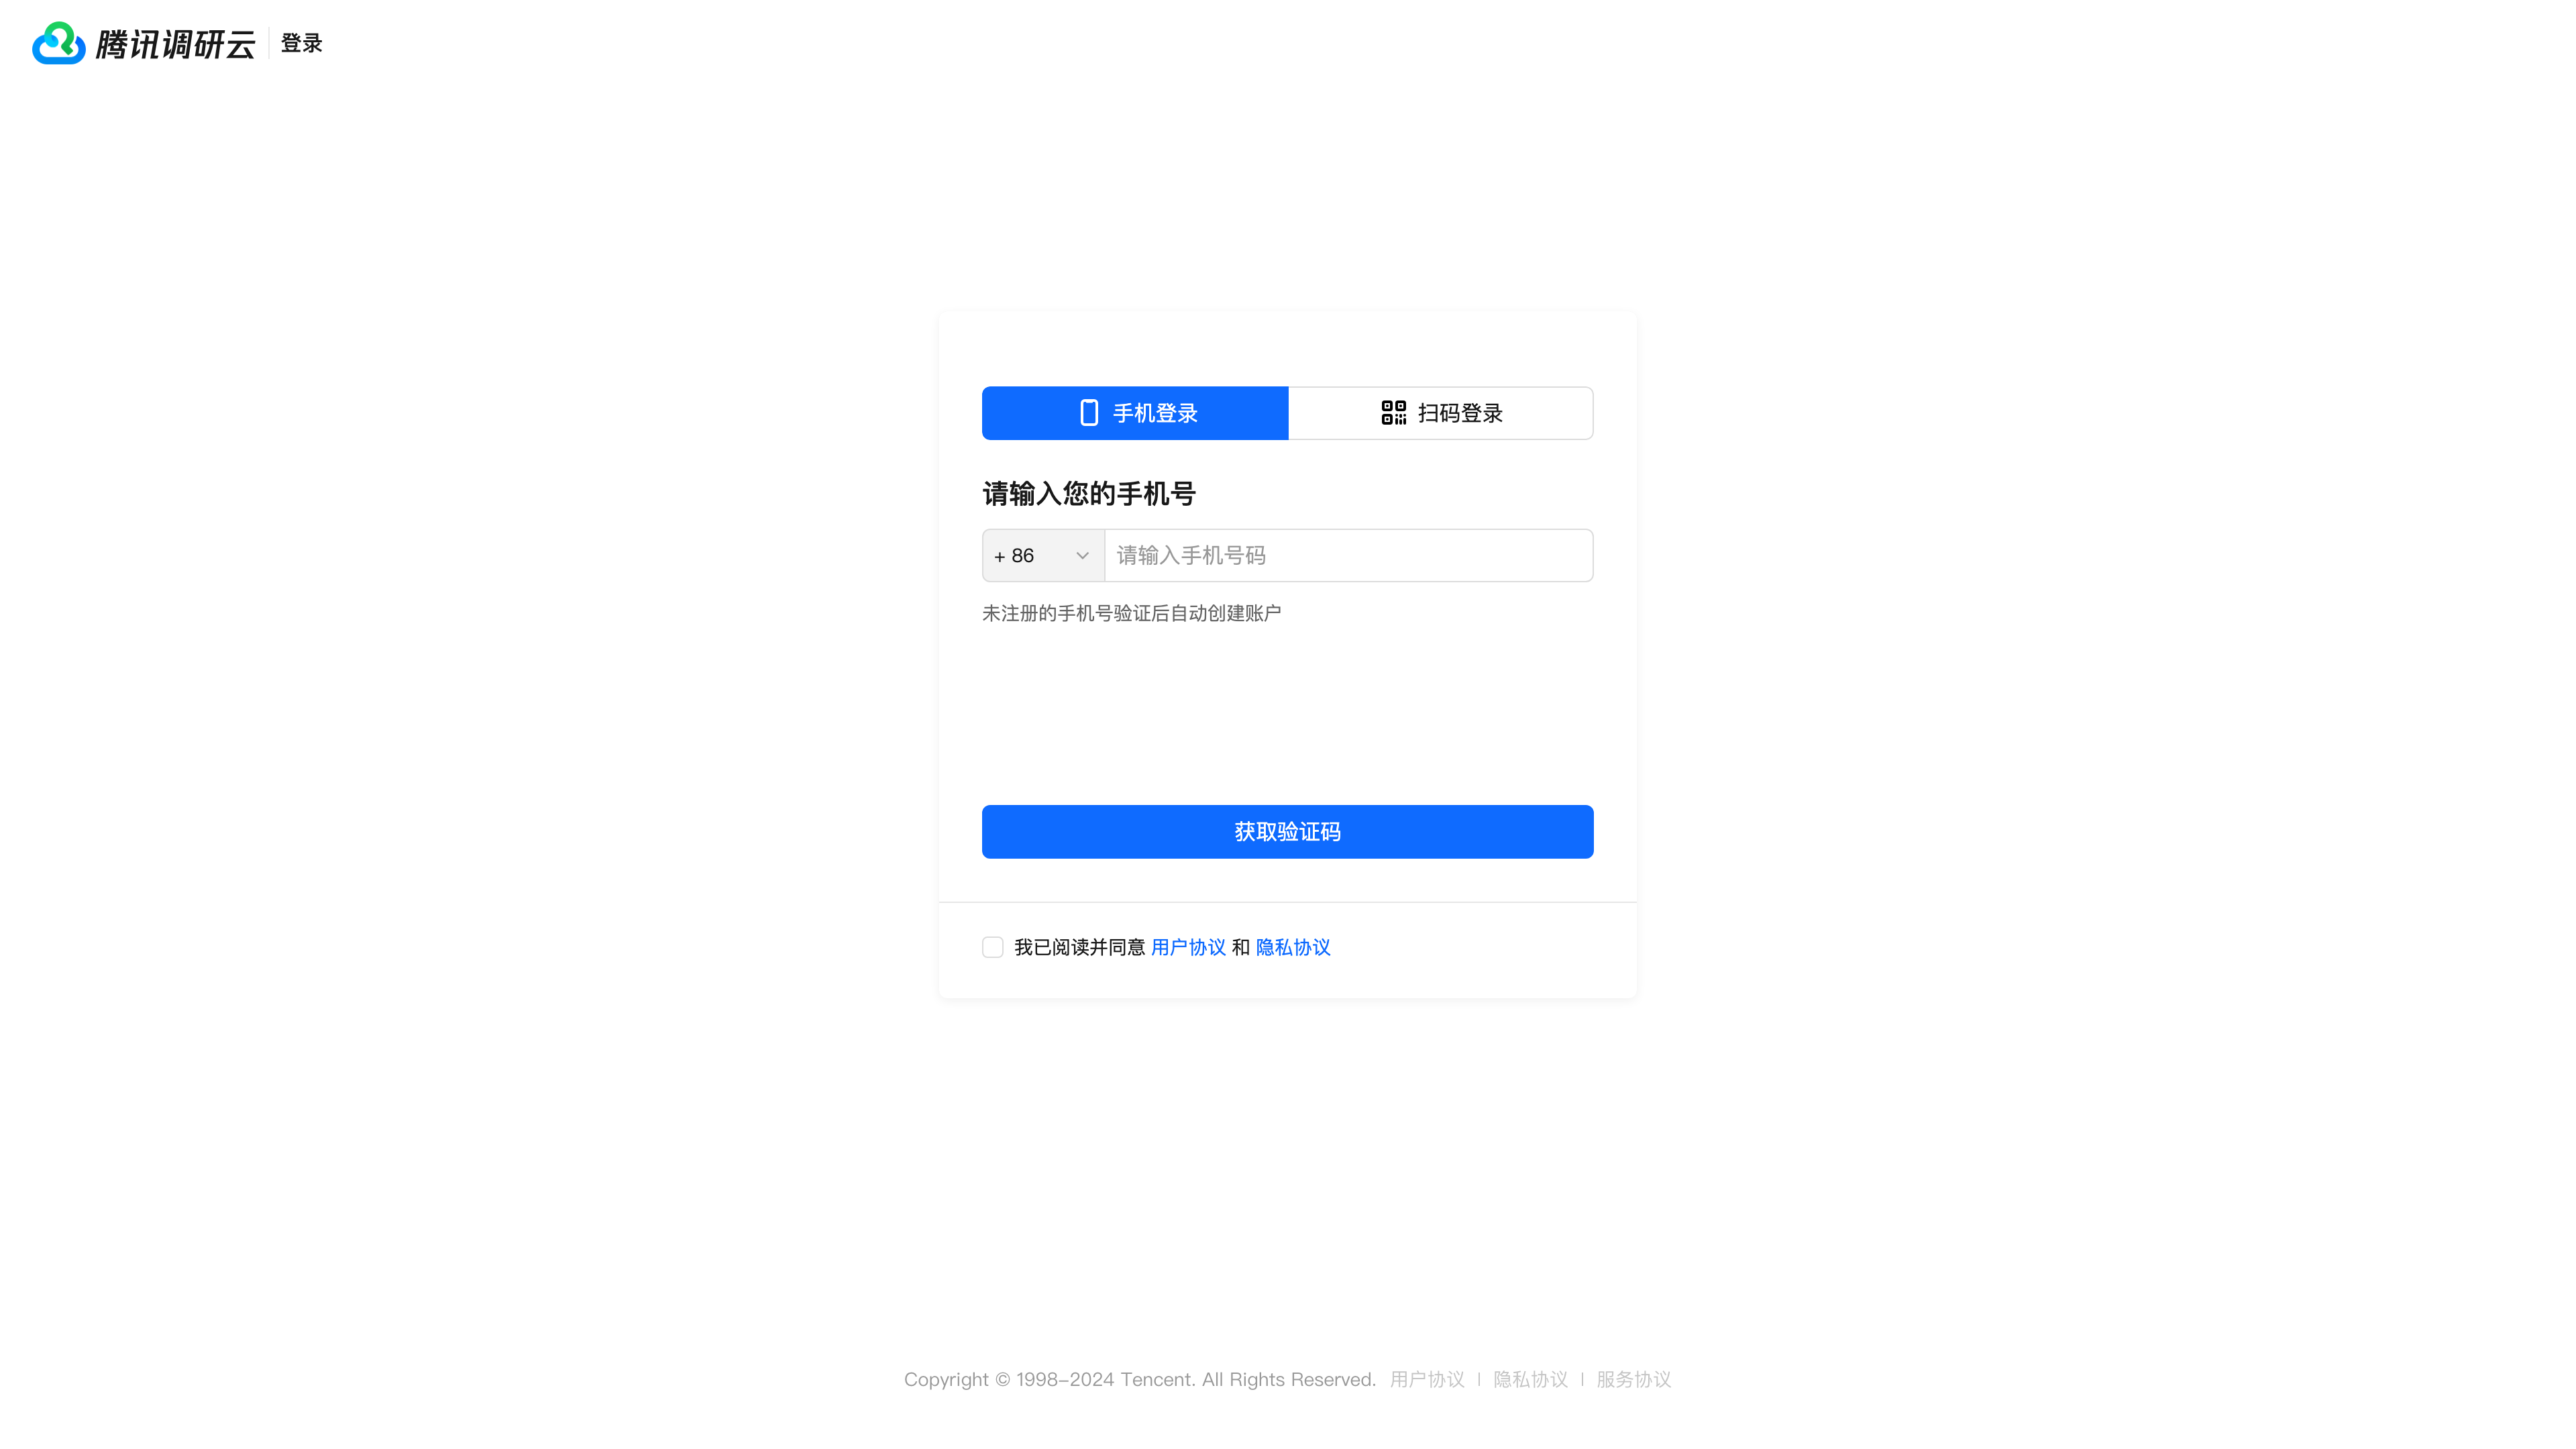 腾讯调研云 登录
手机登录 扫码登录
请输入您的手机号
+ 86 请输入手机号码
未注册的手机号验证后自动创建账户
获取验证码
我已阅读并同意 用户协议 和 隐私协议
Copyright © 1998-2024 Tencent. All Rights Reserved. 用户协议 | 隐私协议 | 服务协议